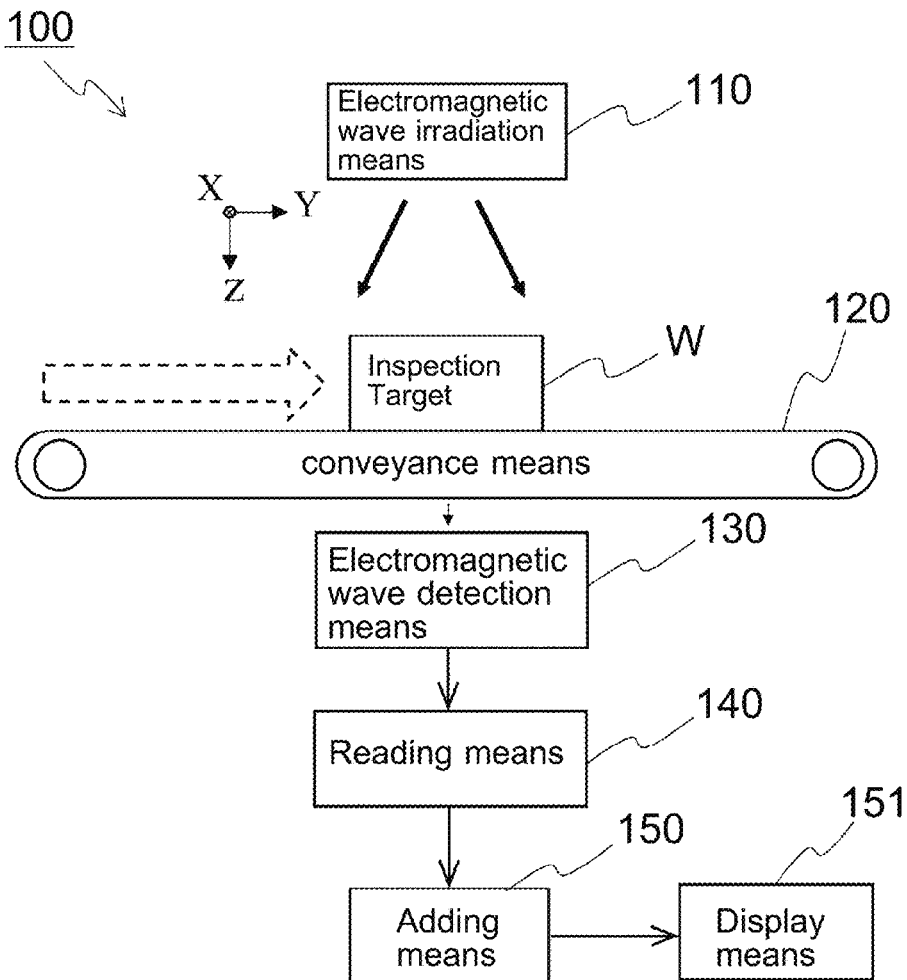 100
Electromagnetic
wave irradiation
means
110
X
Y
Z
120
Inspection
Target
W
conveyance means
130
Electromagnetic
wave detection
means
140
Reading means
150
151
Adding
means
Display
means